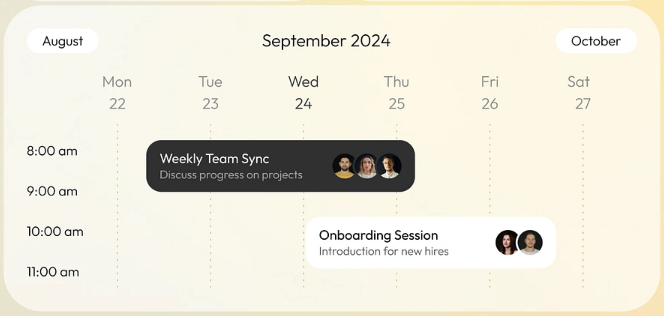 August
September 2024
October
Mon Tue Wed Thu Fri Sat
22 23 24 25 26 27
8:00 am
Weekly Team Sync
Discuss progress on projects
9:00 am
10:00 am
Onboarding Session
Introduction for new hires
11:00 am